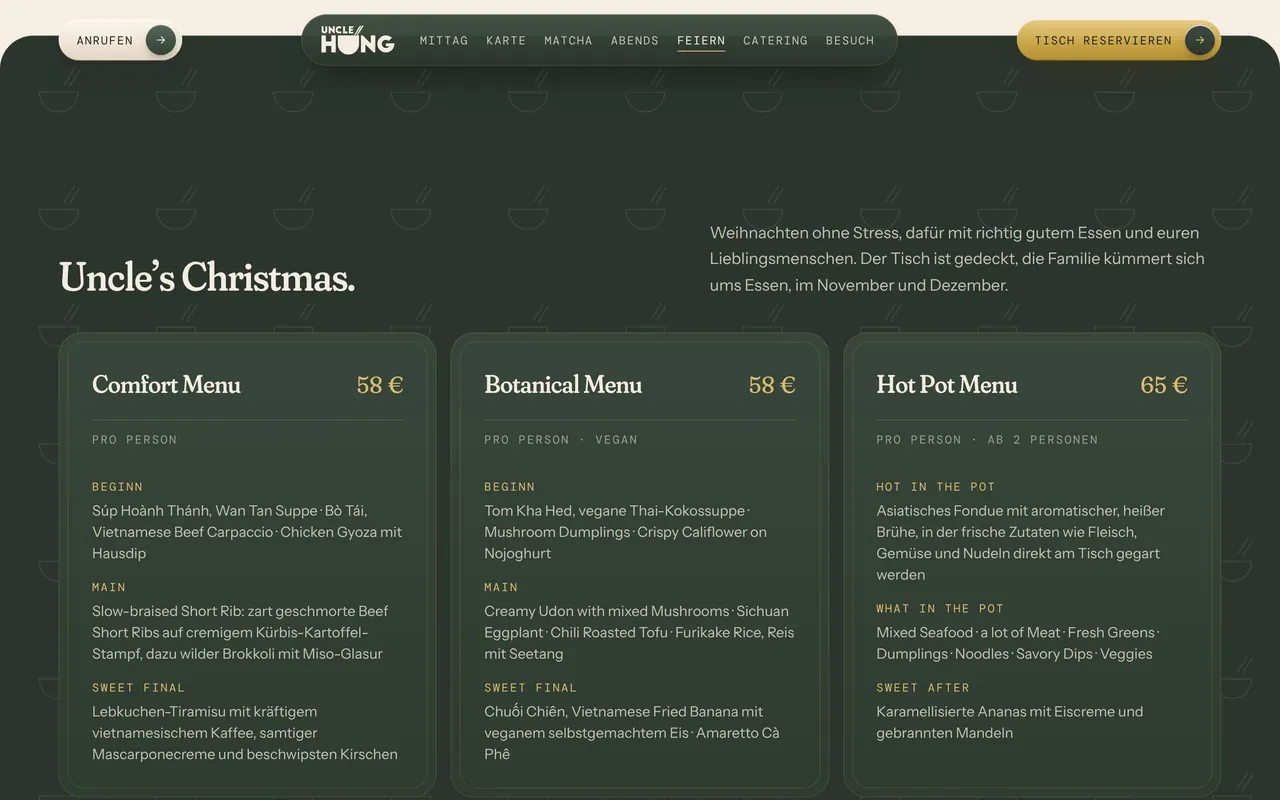 ANRUFEN
UNCLE HUNG
MITTAG KARTE MATCHA ABENDS FEIERN CATERING BESUCH
TISCH RESERVIEREN
Uncle’s Christmas.
Weihnachten ohne Stress, dafür mit richtig gutem Essen und euren
Lieblingsmenschen. Der Tisch ist gedeckt, die Familie kümmert sich
ums Essen, im November und Dezember.
Comfort Menu 58 €
PRO PERSON
BEGINN
Súp Hoành Thánh, Wan Tan Suppe · Bò Tái,
Vietnamese Beef Carpaccio · Chicken Gyoza mit
Hausdip
MAIN
Slow-braised Short Rib: zart geschmorte Beef
Short Ribs auf cremigem Kürbis-Kartoffel-
Stampf, dazu wilder Brokkoli mit Miso-Glasur
SWEET FINAL
Lebkuchen-Tiramisu mit kräftigem
vietnamesischem Kaffee, samtiger
Mascarponecreme und beschwipsten Kirschen
Botanical Menu 58 €
PRO PERSON · VEGAN
BEGINN
Tom Kha Hed, vegane Thai-Kokossuppe ·
Mushroom Dumplings · Crispy Califlower on
Nojoghurt
MAIN
Creamy Udon with mixed Mushrooms · Sichuan
Eggplant · Chili Roasted Tofu · Furikake Rice, Reis
mit Seetang
SWEET FINAL
Chuối Chiên, Vietnamese Fried Banana mit
veganem selbstgemachtem Eis · Amaretto Cà
Phê
Hot Pot Menu 65 €
PRO PERSON · AB 2 PERSONEN
HOT IN THE POT
Asiatisches Fondue mit aromatischer, heißer
Brühe, in der frische Zutaten wie Fleisch,
Gemüse und Nudeln direkt am Tisch gegart
werden
WHAT IN THE POT
Mixed Seafood · a lot of Meat · Fresh Greens ·
Dumplings · Noodles · Savory Dips · Veggies
SWEET AFTER
Karamellisierte Ananas mit Eiscreme und
gebrannten Mandeln